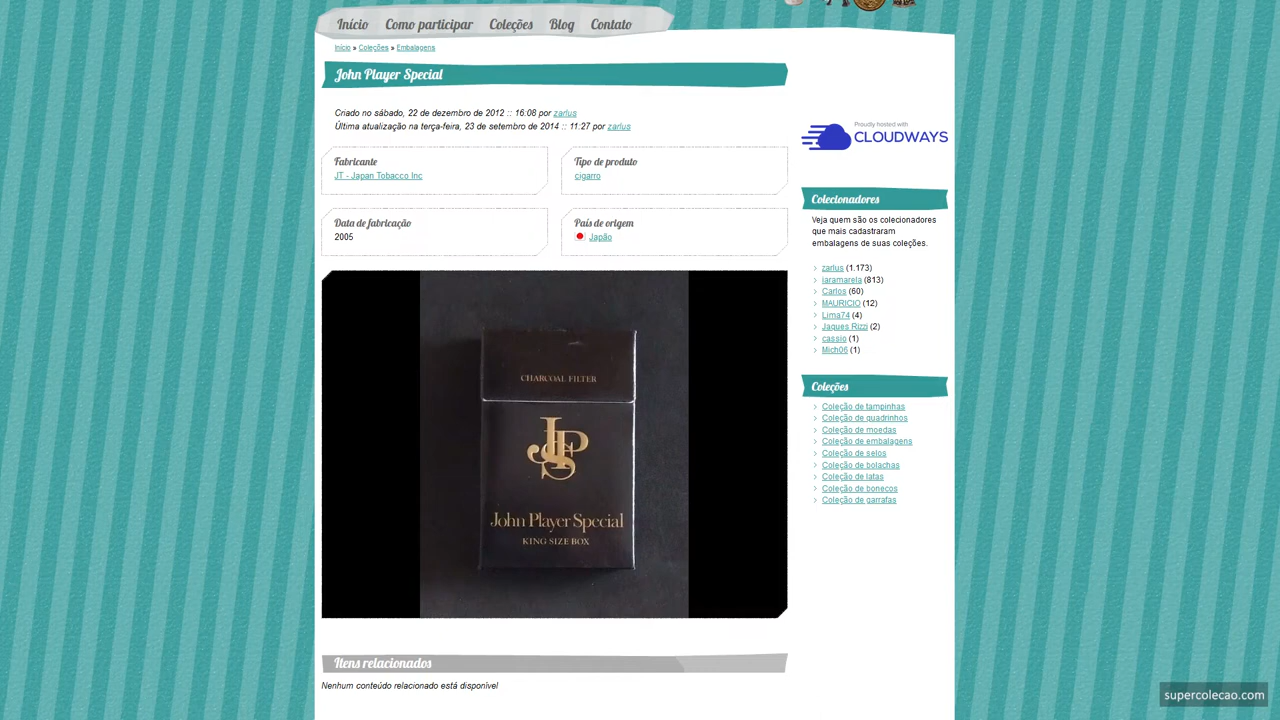 Início Como participar Coleções Blog Contato
Início » Coleções » Embalagens
John Player Special
Criado no sábado, 22 de dezembro de 2012 :: 16:08 por zarlus
Última atualização na terça-feira, 23 de setembro de 2014 :: 11:27 por zarlus
Fabricante
JT - Japan Tobacco Inc
Tipo de produto
cigarro
Data de fabricação
2005
País de origem
Japão
CHARCOAL FILTER
JPS
John Player Special
KING SIZE BOX
Itens relacionados
Nenhum conteúdo relacionado está disponível
Proudly hosted with
CLOUDWAYS
Colecionadores
Veja quem são os colecionadores
que mais cadastraram
embalagens de suas coleções.
zarlus (1.173)
iaramarela (813)
Carlos (60)
MAURICIO (12)
Lima74 (4)
Jaques Rizzi (2)
cassio (1)
Mich06 (1)
Coleções
Coleção de tampinhas
Coleção de quadrinhos
Coleção de moedas
Coleção de embalagens
Coleção de selos
Coleção de bolachas
Coleção de latas
Coleção de bonecos
Coleção de garrafas
supercolecao.com